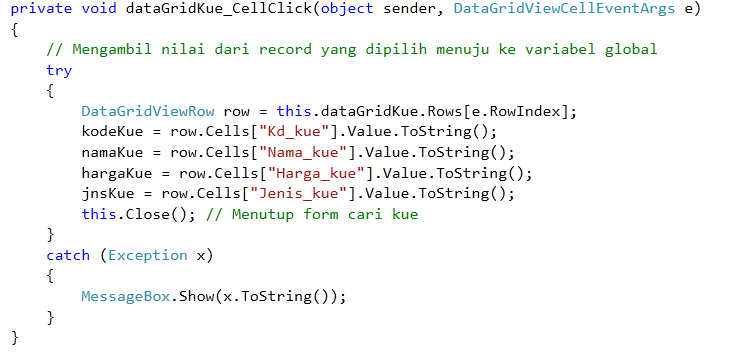 private void dataGridKue_CellClick(object sender, DataGridViewCellEventArgs e)
{
    // Mengambil nilai dari record yang dipilih menuju ke variabel global
    try
    {
        DataGridViewRow row = this.dataGridKue.Rows[e.RowIndex];
        kodeKue = row.Cells["Kd_kue"].Value.ToString();
        namaKue = row.Cells["Nama_kue"].Value.ToString();
        hargaKue = row.Cells["Harga_kue"].Value.ToString();
        jnsKue = row.Cells["Jenis_kue"].Value.ToString();
        this.Close(); // Menutup form cari kue
    }
    catch (Exception x)
    {
        MessageBox.Show(x.ToString());
    }
}